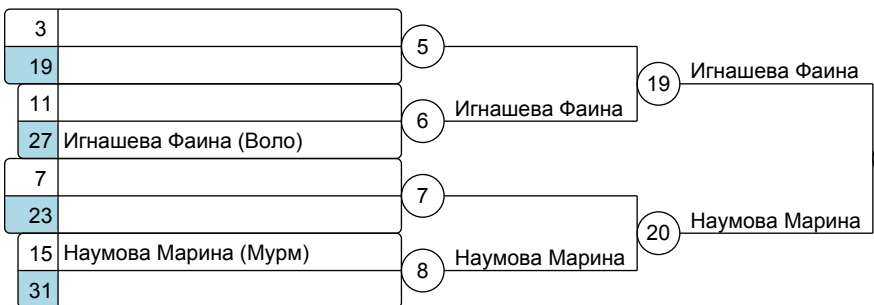 3
5
19
19 Игнашева Фаина
11
6 Игнашева Фаина
27 Игнашева Фаина (Воло)
7
7
23
20 Наумова Марина
15 Наумова Марина (Мурм)
8 Наумова Марина
31